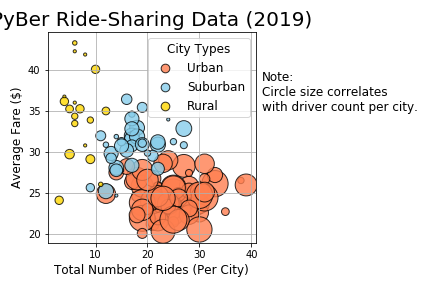 PyBer Ride-Sharing Data (2019)
City Types
Urban
Suburban
Rural
Note:
Circle size correlates
with driver count per city.
Average Fare ($)
40
35
30
25
20
10
20
30
40
Total Number of Rides (Per City)